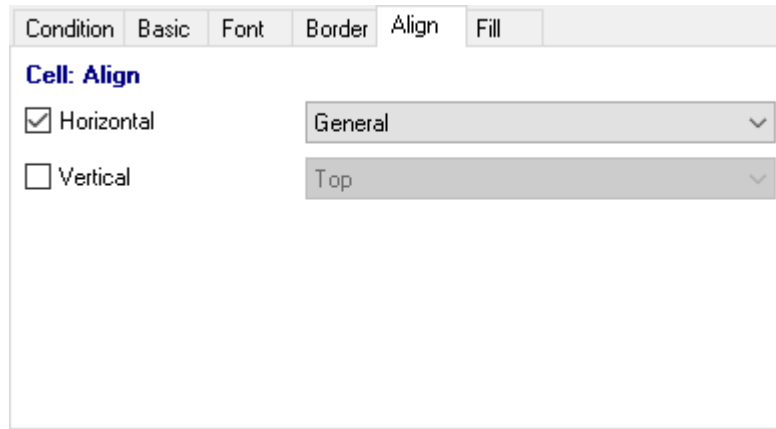 Condition Basic Font Border Align Fill
Cell: Align
Horizontal General
Vertical Top